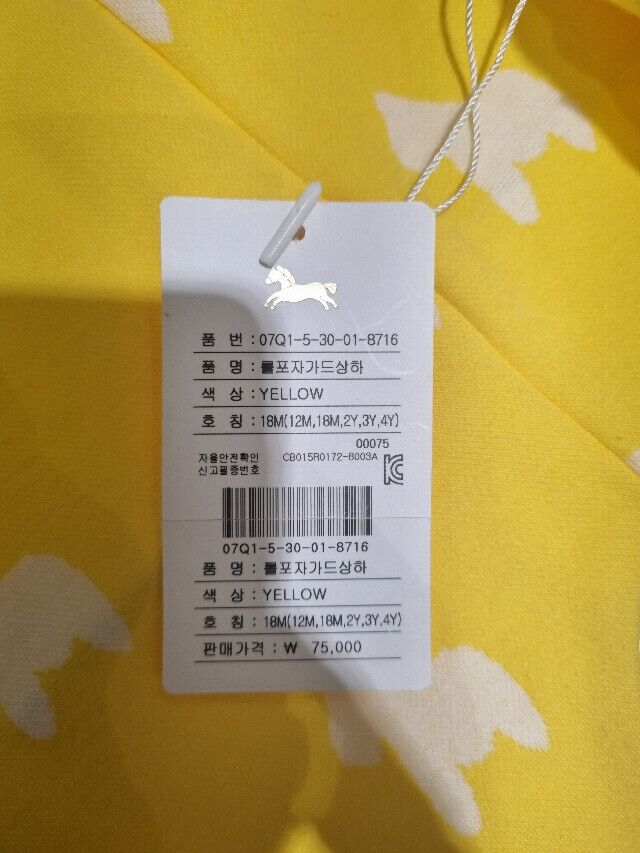 품 번 : 07Q1-5-30-01-8716
품 명 : 롤포자가드상하
색 상 : YELLOW
호 칭 : 18M(12M,18M,2Y,3Y,4Y)
00075
자율안전확인 CB015R0172-B003A
신고필증번호
07Q1-5-30-01-8716
품 명 : 롤포자가드상하
색 상 : YELLOW
호 칭 : 18M(12M,18M,2Y,3Y,4Y)
판매가격 : ₩ 75,000